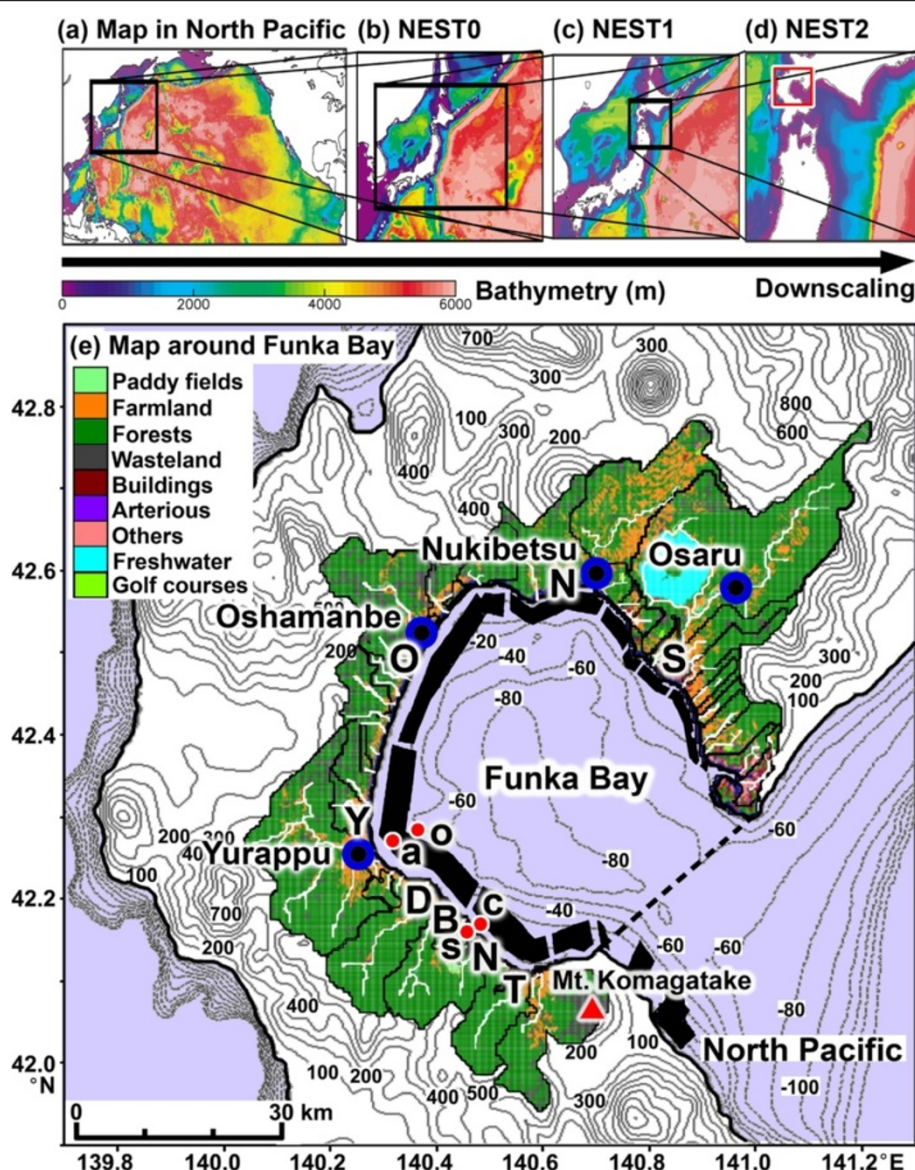 (a) Map in North Pacific (b) NEST0 (c) NEST1 (d) NEST2
0 2000 4000 6000 Bathymetry (m) Downscaling
(e) Map around Funka Bay
Paddy fields
Farmland
Forests
Wasteland
Buildings
Arterious
Others
Freshwater
Golf courses
700
300
300
100
300
200
800
600
400
400
Nukibetsu
N
Osaru
Oshamanbe
O
200
-20
-40
-60
-80
S
300
200
100
Funka Bay
-60
-60
Y
o
a
Yurappu
200
100
-80
700
200
D
B
s
c
N
T
-40
-60
-60
Mt. Komagatake
400
-80
200
100
North Pacific
100
200
400
500
300
-100
0 30 km
42.8
42.6
42.4
42.2
42.0
°N
139.8 140.0 140.2 140.4 140.6 140.8 141.0 141.2 °E